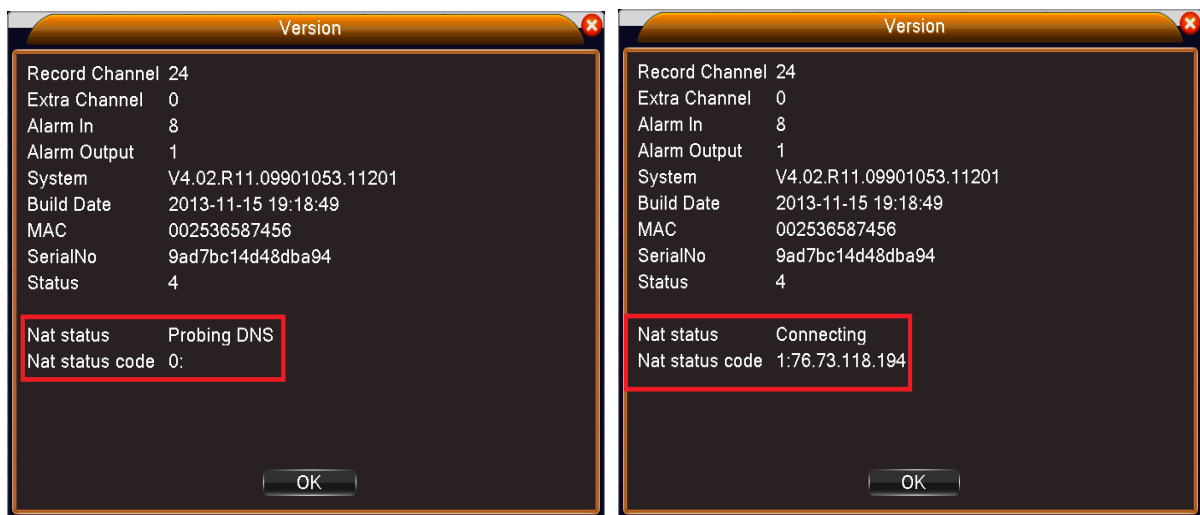 Version
Record Channel 24
Extra Channel 0
Alarm In 8
Alarm Output 1
System V4.02.R11.09901053.11201
Build Date 2013-11-15 19:18:49
MAC 002536587456
SerialNo 9ad7bc14d48dba94
Status 4
Nat status Probing DNS
Nat status code 0:
OK
Version
Record Channel 24
Extra Channel 0
Alarm In 8
Alarm Output 1
System V4.02.R11.09901053.11201
Build Date 2013-11-15 19:18:49
MAC 002536587456
SerialNo 9ad7bc14d48dba94
Status 4
Nat status Connecting
Nat status code 1:76.73.118.194
OK